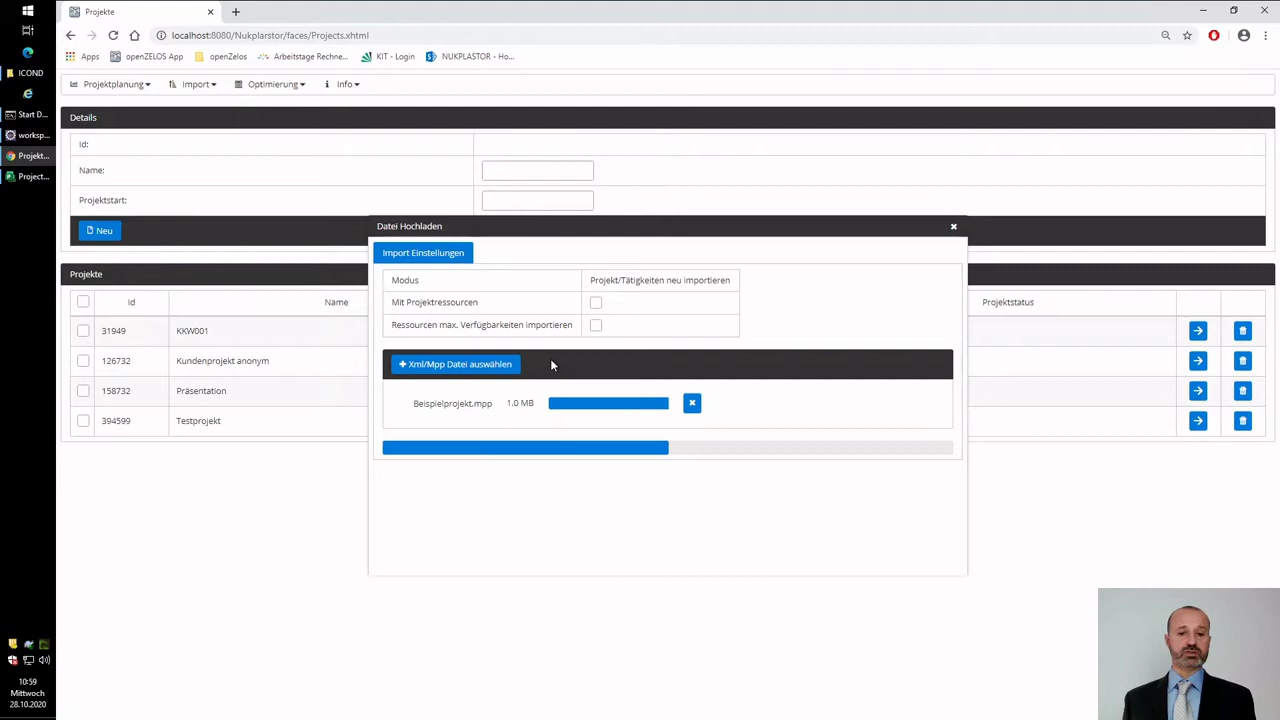 Projekte
localhost:8080/Nukplarstor/faces/Projects.xhtml
Apps openZELOS App openZelos Arbeitstage Rechne... KIT - Login NUKPLASTOR - Ho...
Projektplanung Import Optimierung Info
ICOND
Start D...
worksp...
Projekt...
Project...
Details
Id:
Name:
Projektstart:
Neu
Datei Hochladen
Import Einstellungen
Modus Projekt/Tätigkeiten neu importieren
Mit Projektressourcen
Ressourcen max. Verfügbarkeiten importieren
Xml/Mpp Datei auswählen
Beispielprojekt.mpp 1.0 MB
Projekte
Id Name Projektstatus
31949 KKW001
126732 Kundenprojekt anonym
158732 Präsentation
394599 Testprojekt
10:59
Mittwoch
28.10.2020